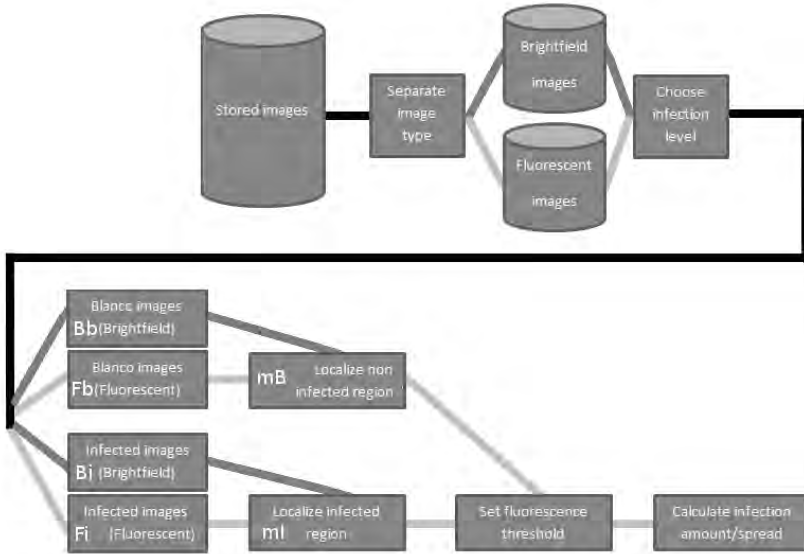 Stored images
Separate
image
type
Brightfield
images
Fluorescent
images
Choose
infection
level
Blanco images
Bb(Brightfield)
Blanco images
Fb(Fluorescent)
mB Localize non
infected region
Infected images
Bi (Brightfield)
Infected images
Fi (Fluorescent)
Localize infected
mI region
Set fluorescence
threshold
Calculate infection
amount/spread